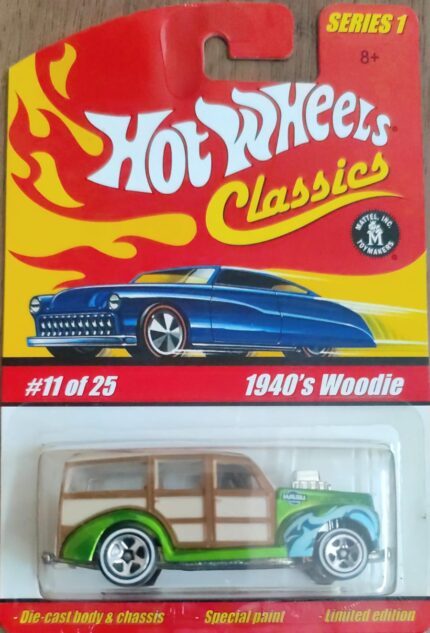 SERIES 1
8+
HOT WHEELS
Classics
MATTEL, INC.
M
TOYMAKERS
#11 of 25
1940's Woodie
- Die-cast body & chassis - Special paint - Limited edition